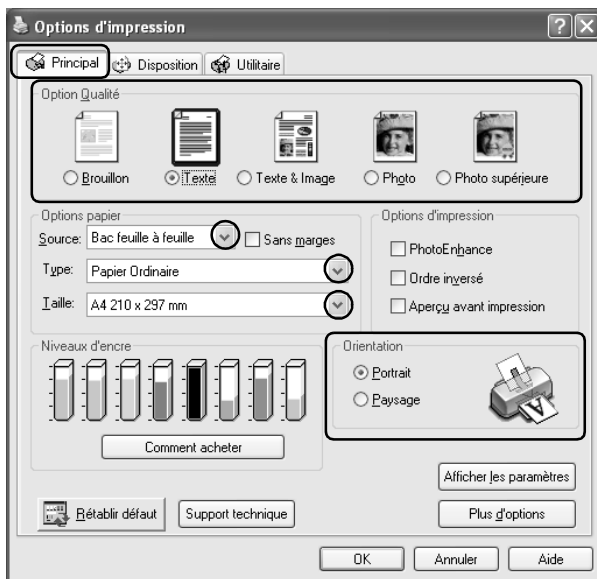 Options d'impression
Principal Disposition Utilitaire
Option Qualité
Brouillon Texte Texte & Image Photo Photo supérieure
Options papier
Source: Bac feuille à feuille Sans marges
Type: Papier Ordinaire
Taille: A4 210 x 297 mm
Options d'impression
PhotoEnhance
Ordre inversé
Aperçu avant impression
Niveaux d'encre
Comment acheter
Orientation
Portrait
Paysage
A
Afficher les paramètres
Rétablir défaut Support technique Plus d'options
OK Annuler Aide